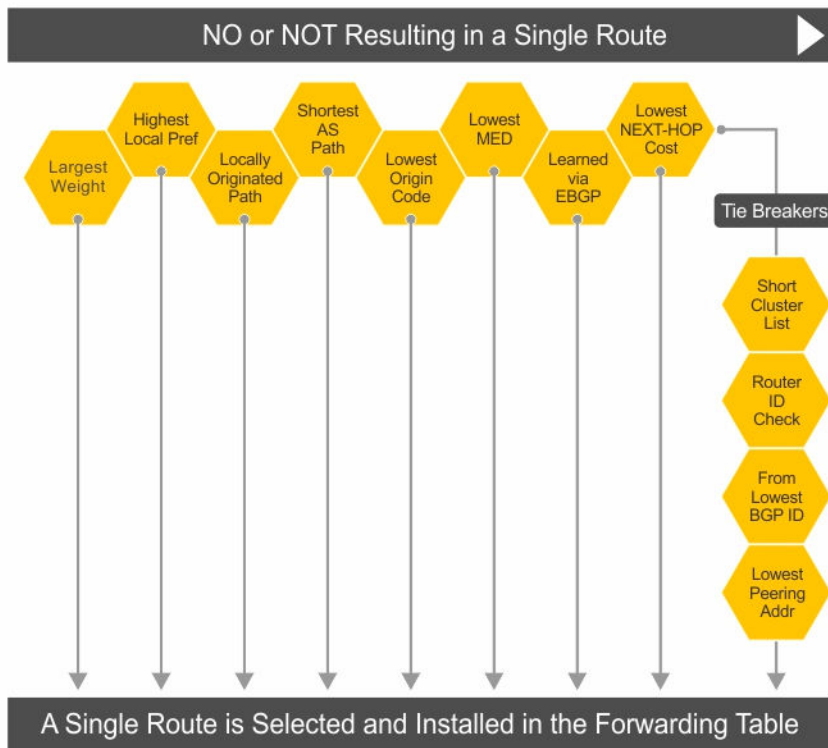 NO or NOT Resulting in a Single Route
Largest
Weight
Highest
Local Pref
Locally
Originated
Path
Shortest
AS
Path
Lowest
Origin
Code
Lowest
MED
Learned
via
EBGP
Lowest
NEXT-HOP
Cost
Tie Breakers
Short
Cluster
List
Router
ID
Check
From
Lowest
BGP ID
Lowest
Peering
Addr
A Single Route is Selected and Installed in the Forwarding Table